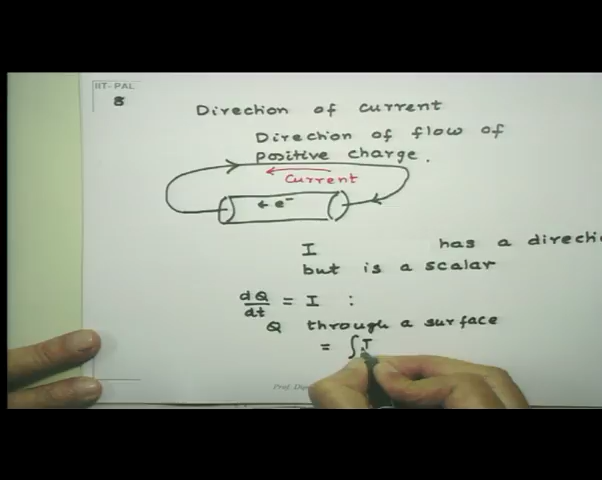 IIT-PAL
8
Direction of current
Direction of flow of
positive charge.
Current
← e⁻
I has a directi
but is a scalar
dQ/dt = I :
Q through a surface
= ∫
Prof.